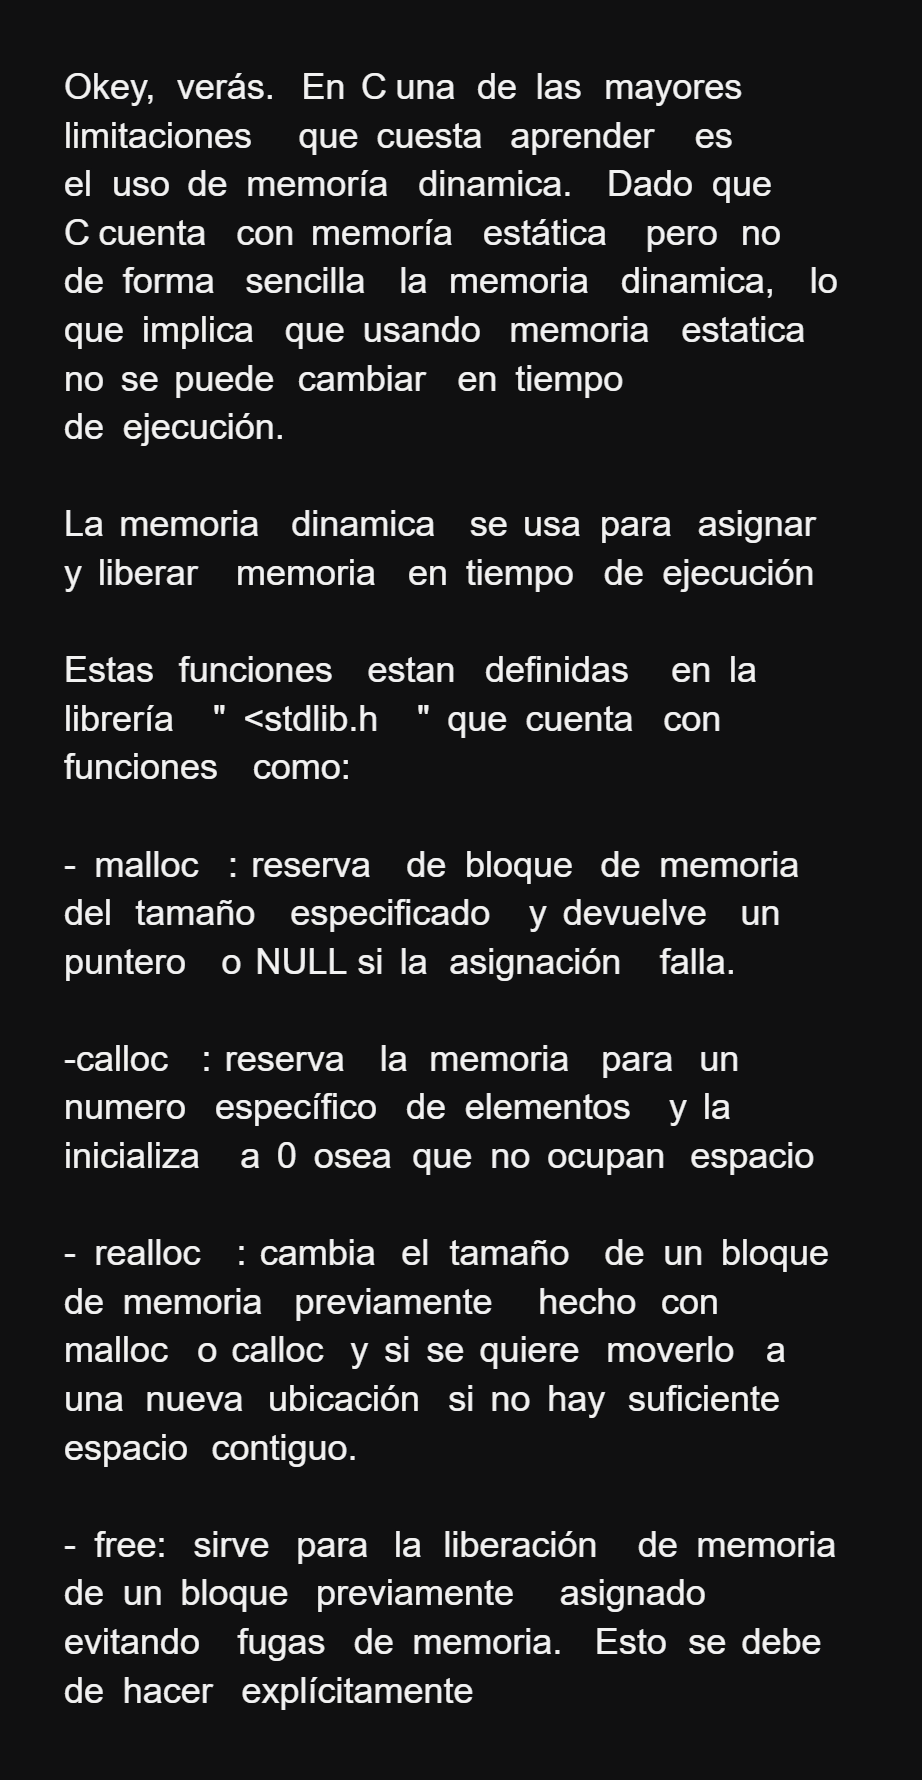 Okey, verás. En C una de las mayores
limitaciones que cuesta aprender es
el uso de memoría dinamica. Dado que
C cuenta con memoría estática pero no
de forma sencilla la memoria dinamica, lo
que implica que usando memoria estatica
no se puede cambiar en tiempo
de ejecución.
La memoria dinamica se usa para asignar
y liberar memoria en tiempo de ejecución
Estas funciones estan definidas en la
librería " <stdlib.h " que cuenta con
funciones como:
- malloc : reserva de bloque de memoria
del tamaño especificado y devuelve un
puntero o NULL si la asignación falla.
-calloc : reserva la memoria para un
numero específico de elementos y la
inicializa a 0 osea que no ocupan espacio
- realloc : cambia el tamaño de un bloque
de memoria previamente hecho con
malloc o calloc y si se quiere moverlo a
una nueva ubicación si no hay suficiente
espacio contiguo.
- free: sirve para la liberación de memoria
de un bloque previamente asignado
evitando fugas de memoria. Esto se debe
de hacer explícitamente